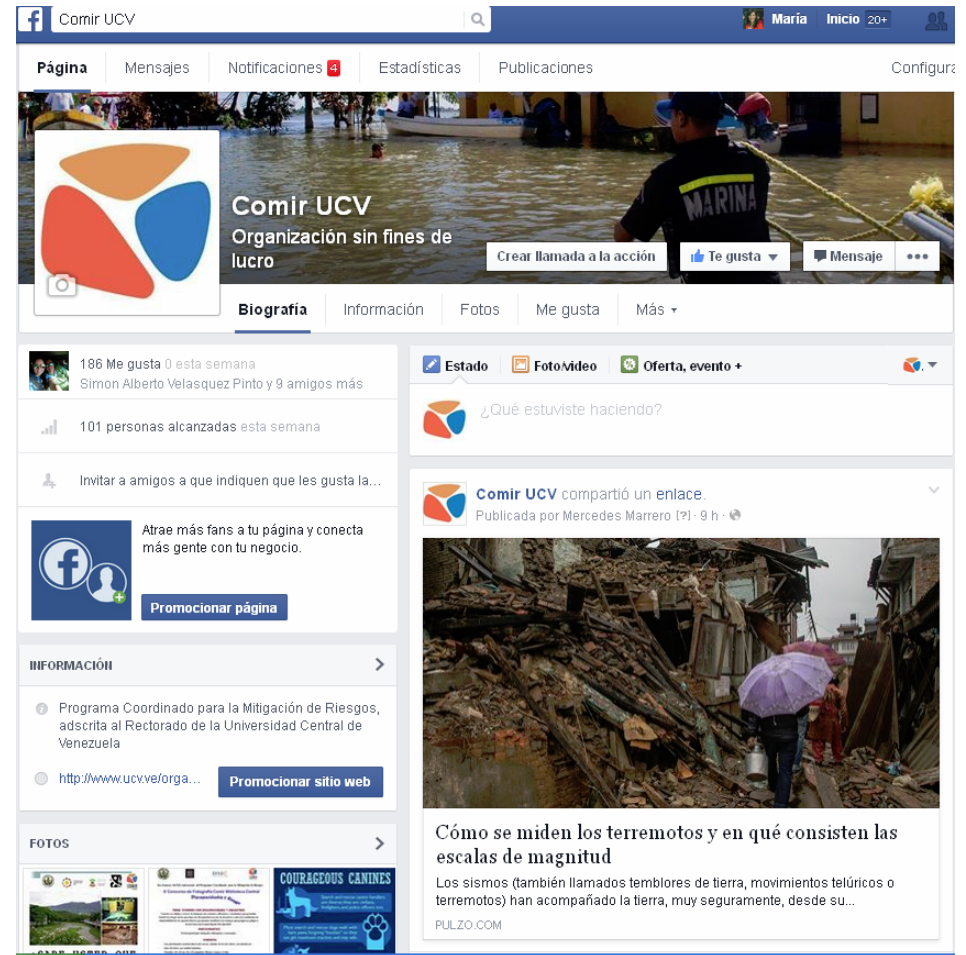 Comir UCV
María Inicio 20+
Página Mensajes Notificaciones 4 Estadísticas Publicaciones Configura
MARINA
Comir UCV
Organización sin fines de
lucro
Crear llamada a la acción Te gusta Mensaje
Biografía Información Fotos Me gusta Más
186 Me gusta 0 esta semana
Simon Alberto Velasquez Pinto y 9 amigos más
101 personas alcanzadas esta semana
Invitar a amigos a que indiquen que les gusta la...
Atrae más fans a tu página y conecta
más gente con tu negocio.
Promocionar página
INFORMACIÓN
Programa Coordinado para la Mitigación de Riesgos,
adscrita al Rectorado de la Universidad Central de
Venezuela
http://www.ucv.ve/orga... Promocionar sitio web
FOTOS
COURAGEOUS CANINES
Estado Foto/video Oferta, evento +
¿Qué estuviste haciendo?
Comir UCV compartió un enlace.
Publicada por Mercedes Marrero [?] · 9 h ·
Cómo se miden los terremotos y en qué consisten las
escalas de magnitud
Los sismos (también llamados temblores de tierra, movimientos telúricos o
terremotos) han acompañado la tierra, muy seguramente, desde su...
PULZO.COM